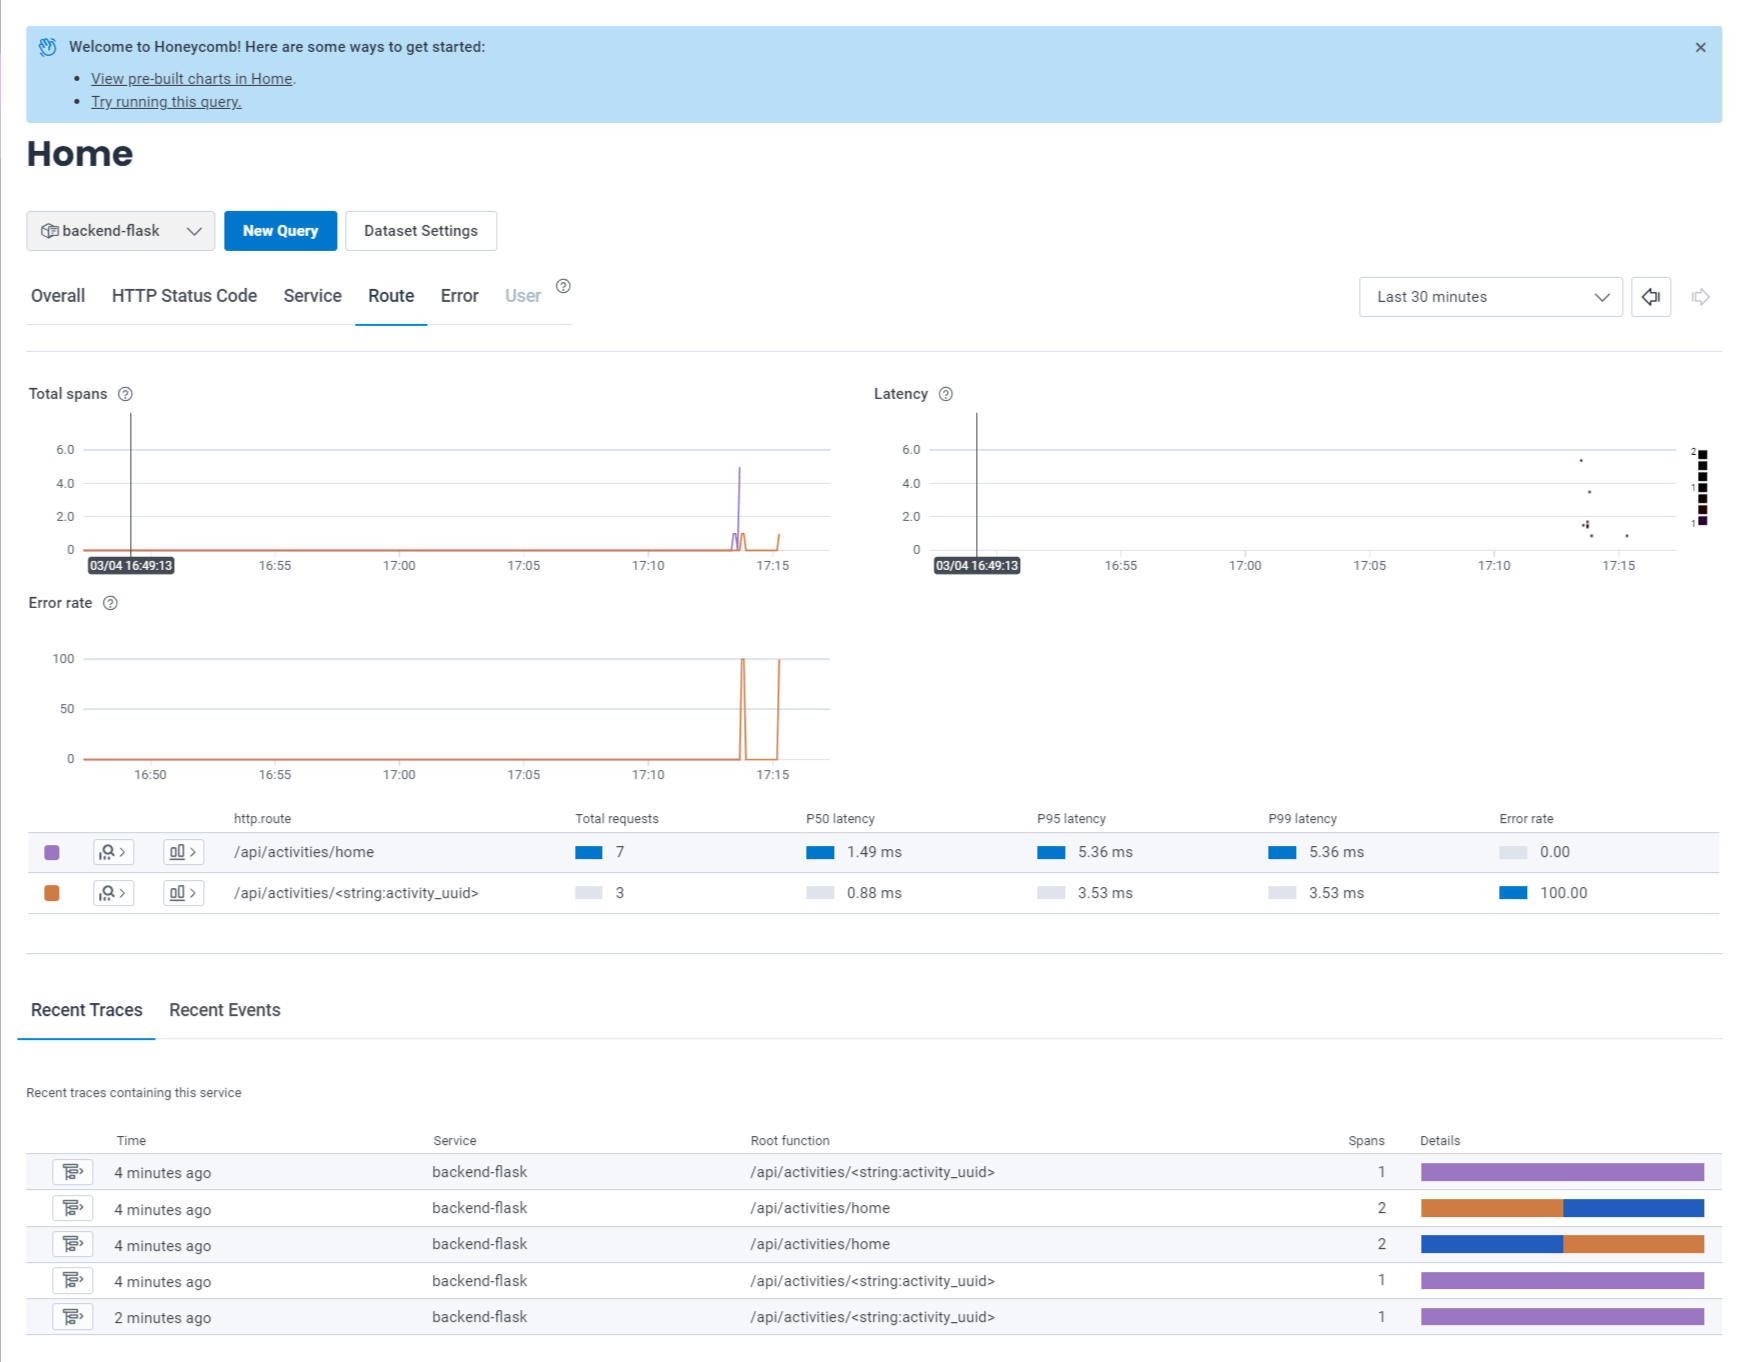 Welcome to Honeycomb! Here are some ways to get started:
• View pre-built charts in Home.
• Try running this query.
Home
backend-flask
New Query
Dataset Settings
Overall
HTTP Status Code
Service
Route
Error
User
Last 30 minutes
Total spans
6.0
4.0
2.0
0
03/04 16:49:13
16:55
17:00
17:05
17:10
17:15
Latency
6.0
4.0
2.0
0
03/04 16:49:13
16:55
17:00
17:05
17:10
17:15
2
1
1
Error rate
100
50
0
16:50
16:55
17:00
17:05
17:10
17:15
http.route Total requests P50 latency P95 latency P99 latency Error rate
/api/activities/home 7 1.49 ms 5.36 ms 5.36 ms 0.00
/api/activities/<string:activity_uuid> 3 0.88 ms 3.53 ms 3.53 ms 100.00
Recent Traces
Recent Events
Recent traces containing this service
Time Service Root function Spans Details
4 minutes ago backend-flask /api/activities/<string:activity_uuid> 1
4 minutes ago backend-flask /api/activities/home 2
4 minutes ago backend-flask /api/activities/home 2
4 minutes ago backend-flask /api/activities/<string:activity_uuid> 1
2 minutes ago backend-flask /api/activities/<string:activity_uuid> 1